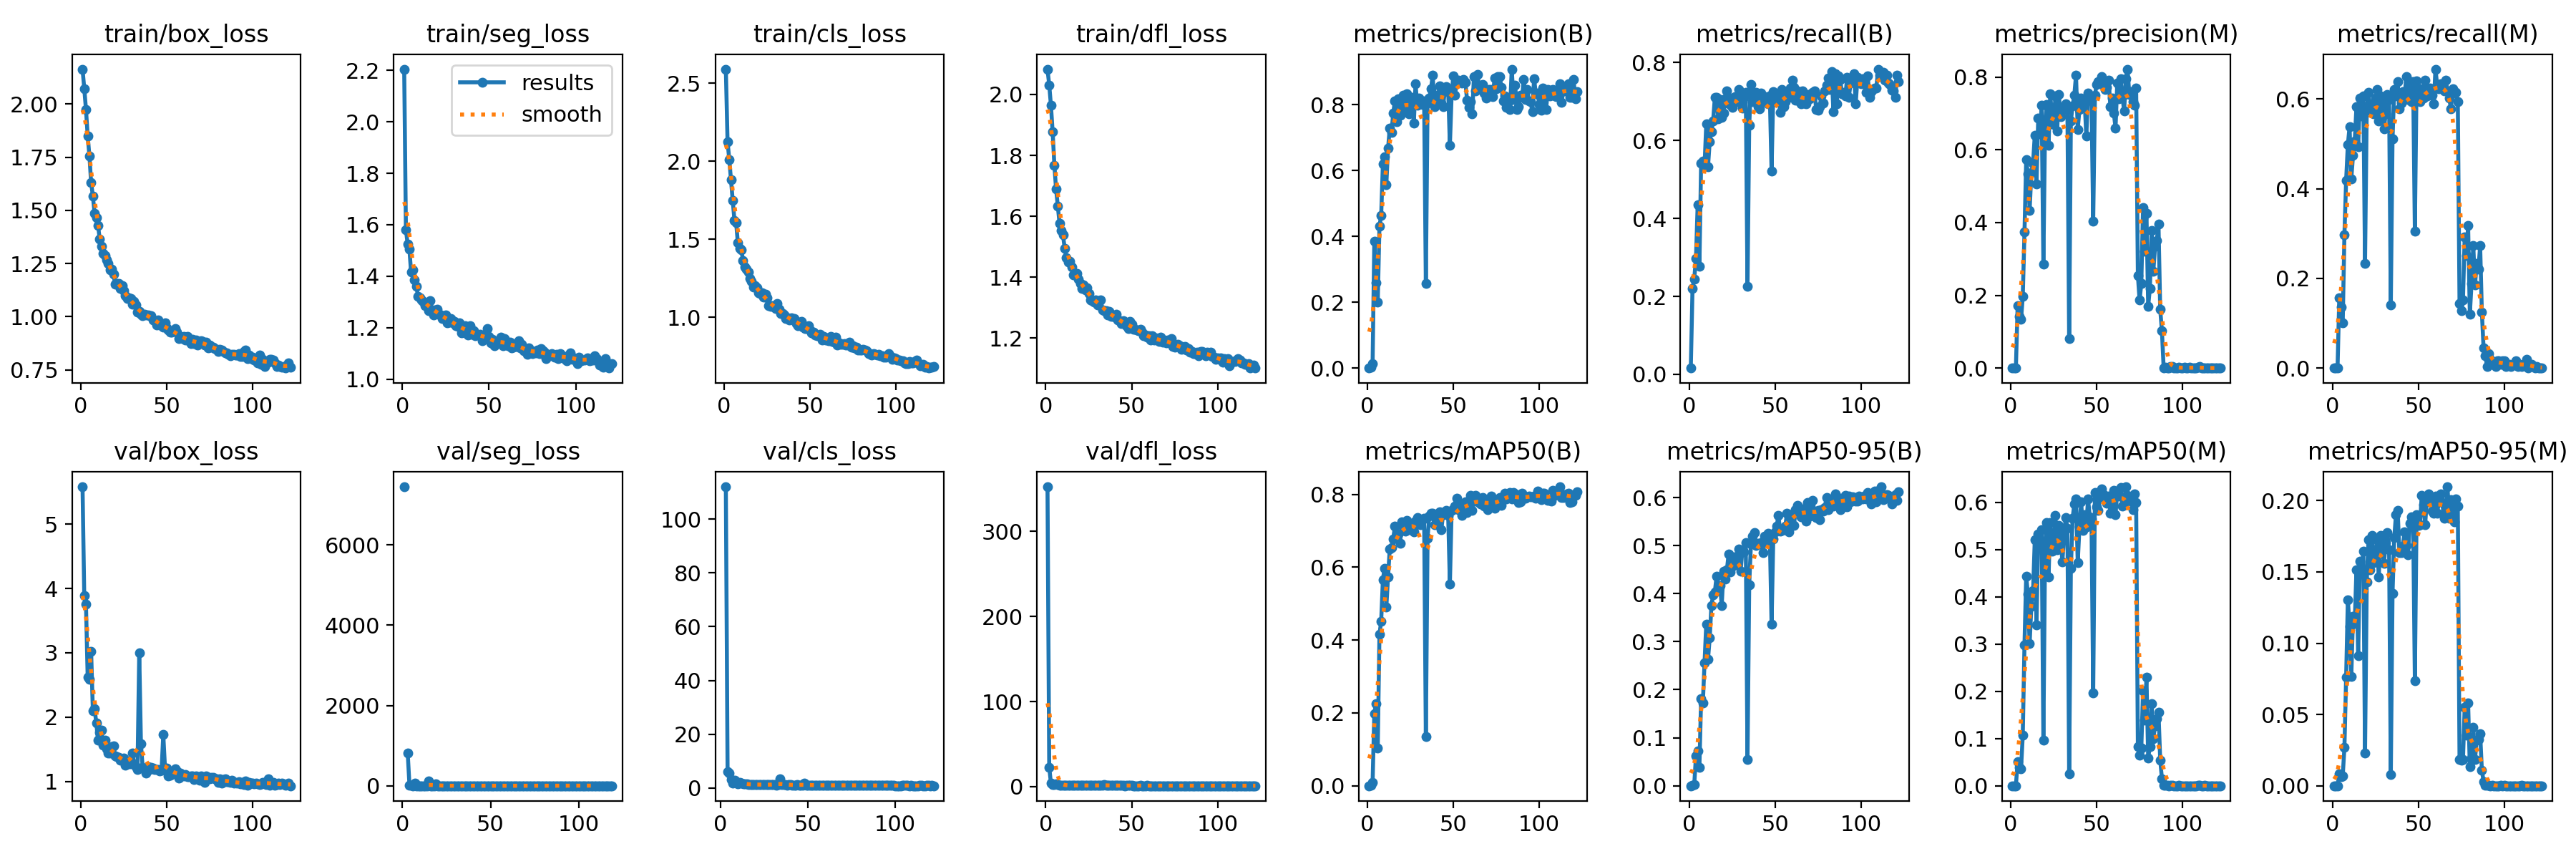 train/box_loss
train/seg_loss
train/cls_loss
train/dfl_loss
metrics/precision(B)
metrics/recall(B)
metrics/precision(M)
metrics/recall(M)
2.00
1.75
1.50
1.25
1.00
0.75
0 50 100
2.2
2.0
1.8
1.6
1.4
1.2
1.0
results
smooth
0 50 100
2.5
2.0
1.5
1.0
0 50 100
2.0
1.8
1.6
1.4
1.2
0 50 100
0.8
0.6
0.4
0.2
0.0
0 50 100
0.8
0.6
0.4
0.2
0.0
0 50 100
0.8
0.6
0.4
0.2
0.0
0 50 100
0.6
0.4
0.2
0.0
0 50 100
val/box_loss
val/seg_loss
val/cls_loss
val/dfl_loss
metrics/mAP50(B)
metrics/mAP50-95(B)
metrics/mAP50(M)
metrics/mAP50-95(M)
5
4
3
2
1
0 50 100
6000
4000
2000
0
0 50 100
100
80
60
40
20
0
0 50 100
300
200
100
0
0 50 100
0.8
0.6
0.4
0.2
0.0
0 50 100
0.6
0.5
0.4
0.3
0.2
0.1
0.0
0 50 100
0.6
0.5
0.4
0.3
0.2
0.1
0.0
0 50 100
0.20
0.15
0.10
0.05
0.00
0 50 100